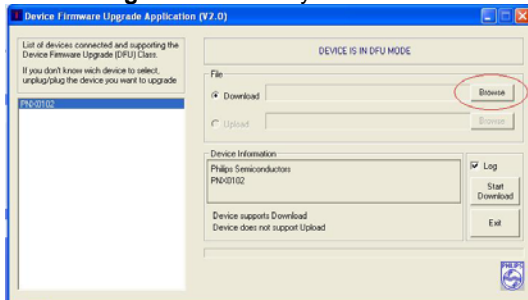 Device Firmware Upgrade Application (V2.0)
List of devices connected and supporting the
Device Firmware Upgrade (DFU) Class.
If you don't know wich device to select,
unplug/plug the device you want to upgrade
PNX0102
DEVICE IS IN DFU MODE
File
Download
Browse
Upload
Browse
Device Information
Philips Semiconductors
PNX0102
Device supports Download
Device does not support Upload
Log
Start
Download
Exit
PHILIPS